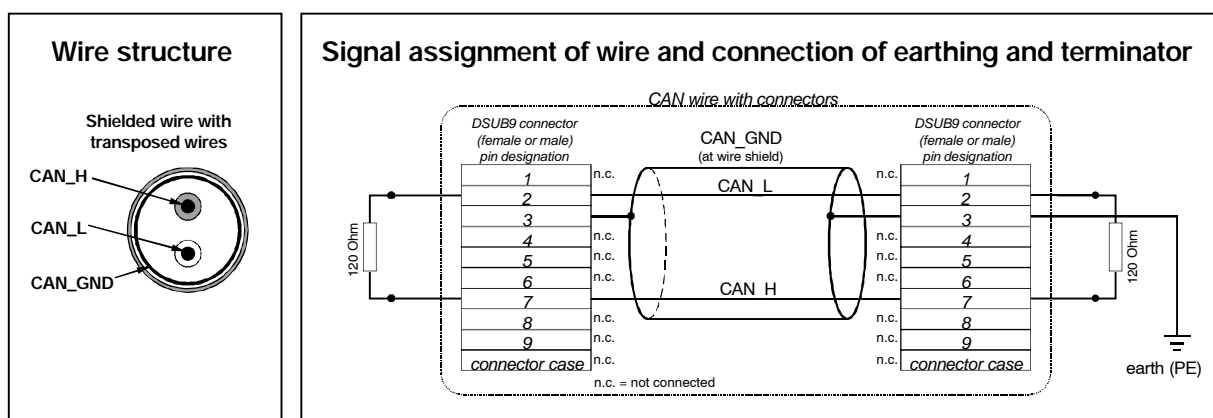 Wire structure
Shielded wire with
transposed wires
CAN_H
CAN_L
CAN_GND
Signal assignment of wire and connection of earthing and terminator
CAN wire with connectors
DSUB9 connector
(female or male)
pin designation
1
2
3
4
5
6
7
8
9
connector case
n.c.
n.c.
n.c.
n.c.
n.c.
n.c.
n.c.
120 Ohm
CAN_GND
(at wire shield)
CAN_L
CAN_H
n.c. = not connected
DSUB9 connector
(female or male)
pin designation
n.c.
n.c.
n.c.
n.c.
n.c.
n.c.
n.c.
1
2
3
4
5
6
7
8
9
connector case
120 Ohm
earth (PE)